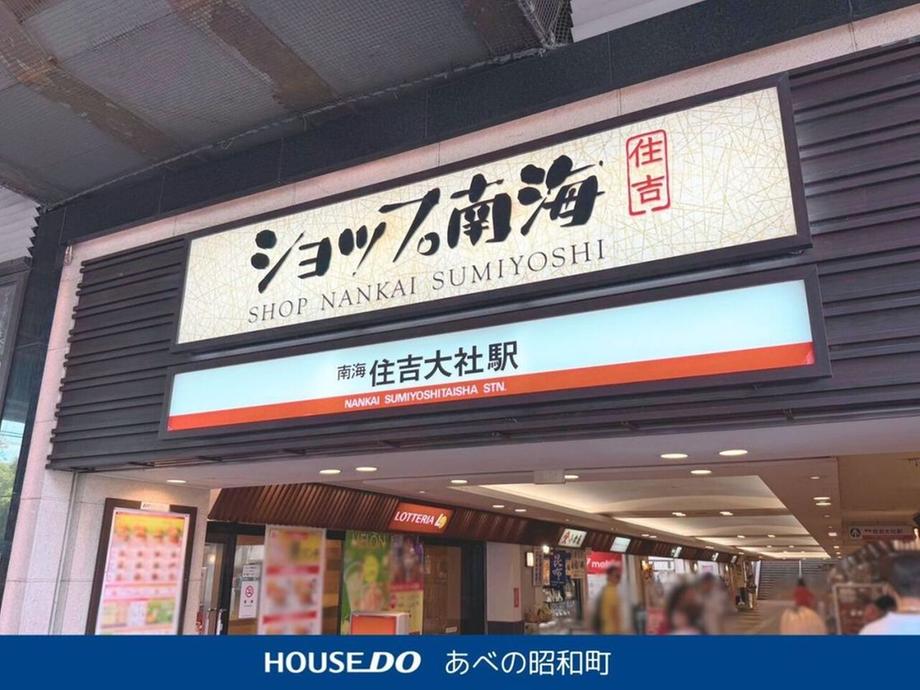 ショップ南海
住吉
SHOP NANKAI SUMIYOSHI
南海 住吉大社駅
NANKAI SUMIYOSHITAISHA STN.
LOTTERIA
HOUSEDO あべの昭和町